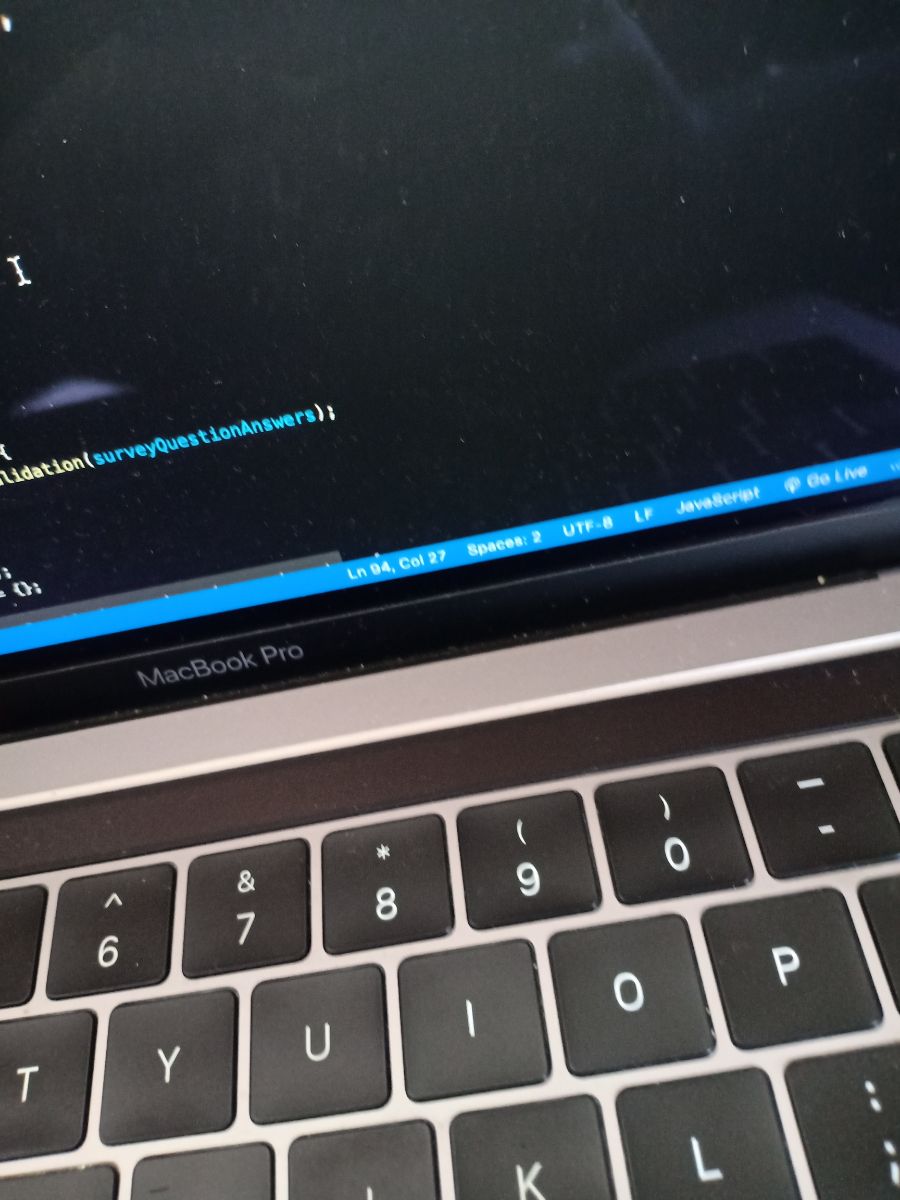 {
lidation(surveyQuestionAnswers);
;
= {};
Ln 94, Col 27 Spaces: 2 UTF-8 LF JavaScript Go Live
MacBook Pro
^ & * ( ) —
6 7 8 9 0 -
T Y U I O P
K L : ;